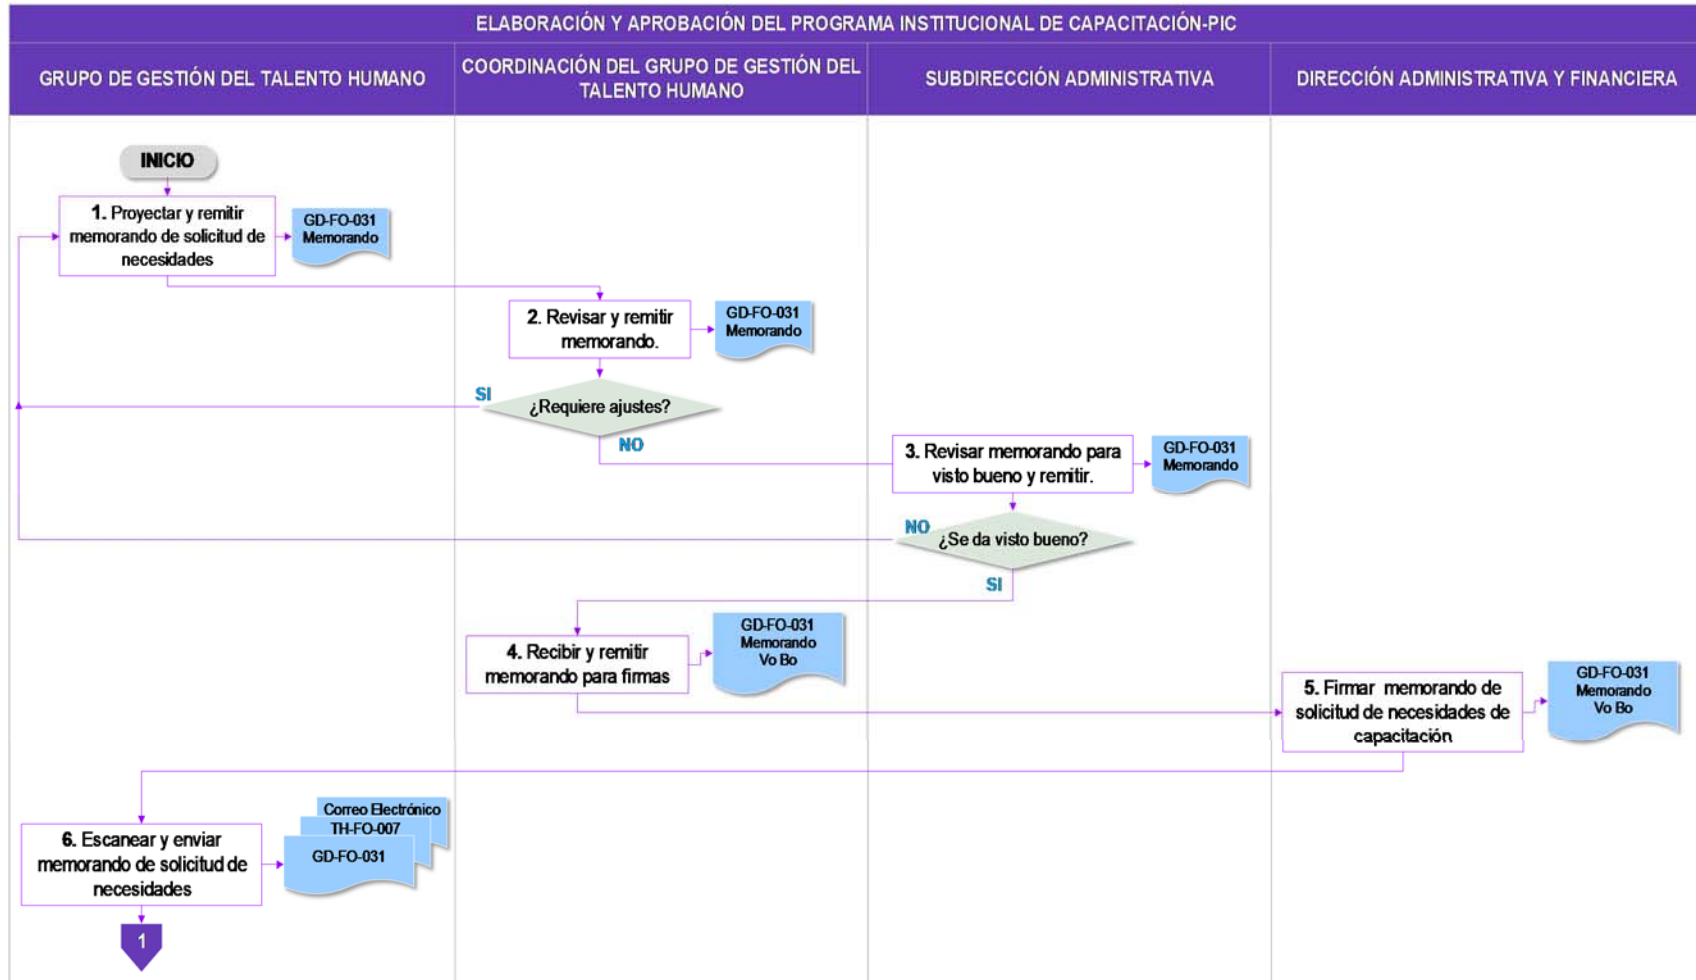 ELABORACIÓN Y APROBACIÓN DEL PROGRAMA INSTITUCIONAL DE CAPACITACIÓN-PIC
GRUPO DE GESTIÓN DEL TALENTO HUMANO
COORDINACIÓN DEL GRUPO DE GESTIÓN DEL
TALENTO HUMANO
SUBDIRECCIÓN ADMINISTRATIVA
DIRECCIÓN ADMINISTRATIVA Y FINANCIERA
INICIO
1. Proyectar y remitir
memorando de solicitud de
necesidades
GD-FO-031
Memorando
2. Revisar y remitir
memorando.
GD-FO-031
Memorando
SI
¿Requiere ajustes?
NO
3. Revisar memorando para
visto bueno y remitir.
GD-FO-031
Memorando
NO
¿Se da visto bueno?
SI
4. Recibir y remitir
memorando para firmas
GD-FO-031
Memorando
Vo Bo
5. Firmar memorando de
solicitud de necesidades de
capacitación
GD-FO-031
Memorando
Vo Bo
6. Escanear y enviar
memorando de solicitud de
necesidades
Correo Electrónico
TH-FO-007
GD-FO-031
1